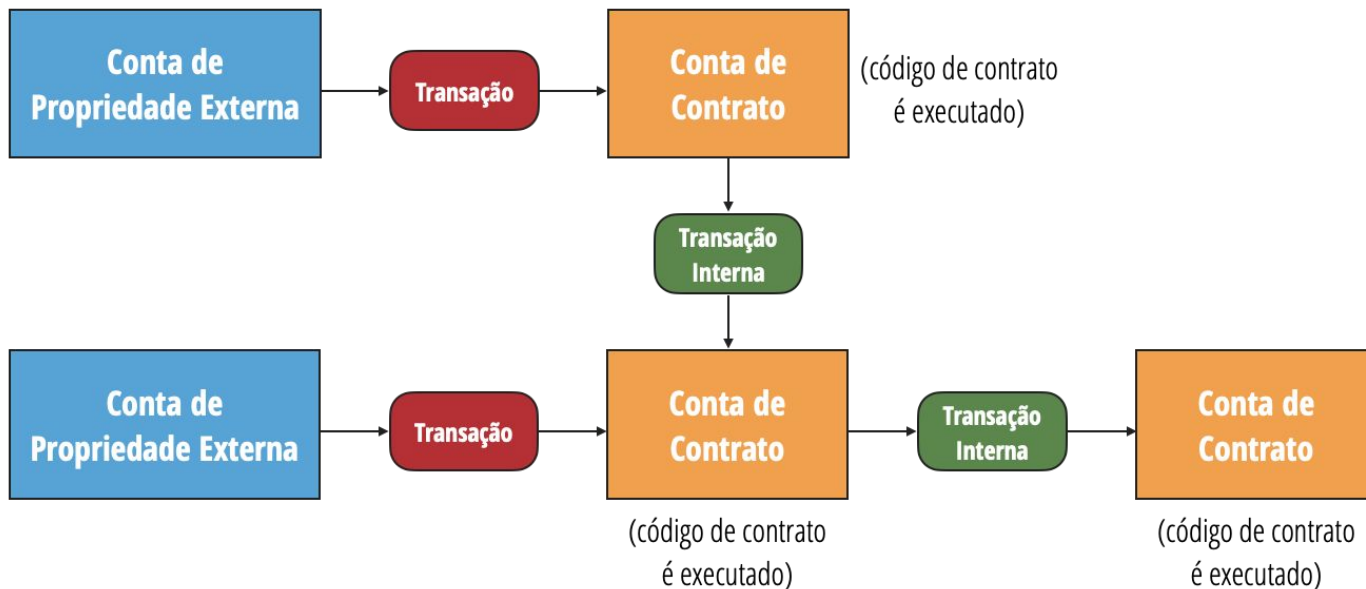 Conta de
Propriedade Externa
Transação
Conta de
Contrato
(código de contrato
é executado)
Transação
Interna
Conta de
Propriedade Externa
Transação
Conta de
Contrato
Transação
Interna
Conta de
Contrato
(código de contrato
é executado)
(código de contrato
é executado)